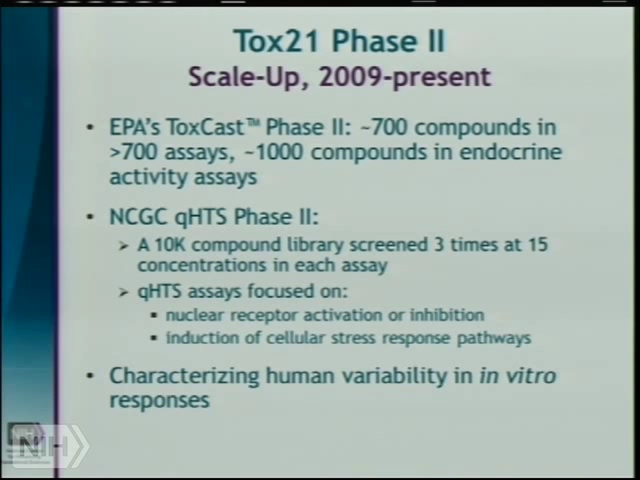 Tox21 Phase II
Scale-Up, 2009-present
• EPA's ToxCast™ Phase II: ~700 compounds in
>700 assays, ~1000 compounds in endocrine
activity assays
• NCGC qHTS Phase II:
➢ A 10K compound library screened 3 times at 15
concentrations in each assay
➢ qHTS assays focused on:
▪ nuclear receptor activation or inhibition
▪ induction of cellular stress response pathways
• Characterizing human variability in in vitro
responses
NIH